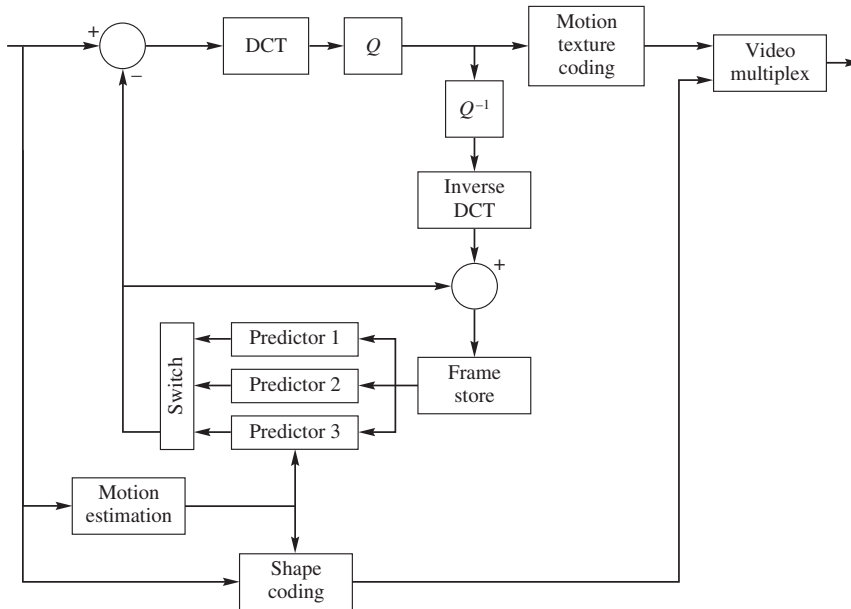 +
−
DCT
Q
Motion
texture
coding
Video
multiplex
Q⁻¹
Inverse
DCT
+
Switch
Predictor 1
Predictor 2
Predictor 3
Frame
store
Motion
estimation
Shape
coding